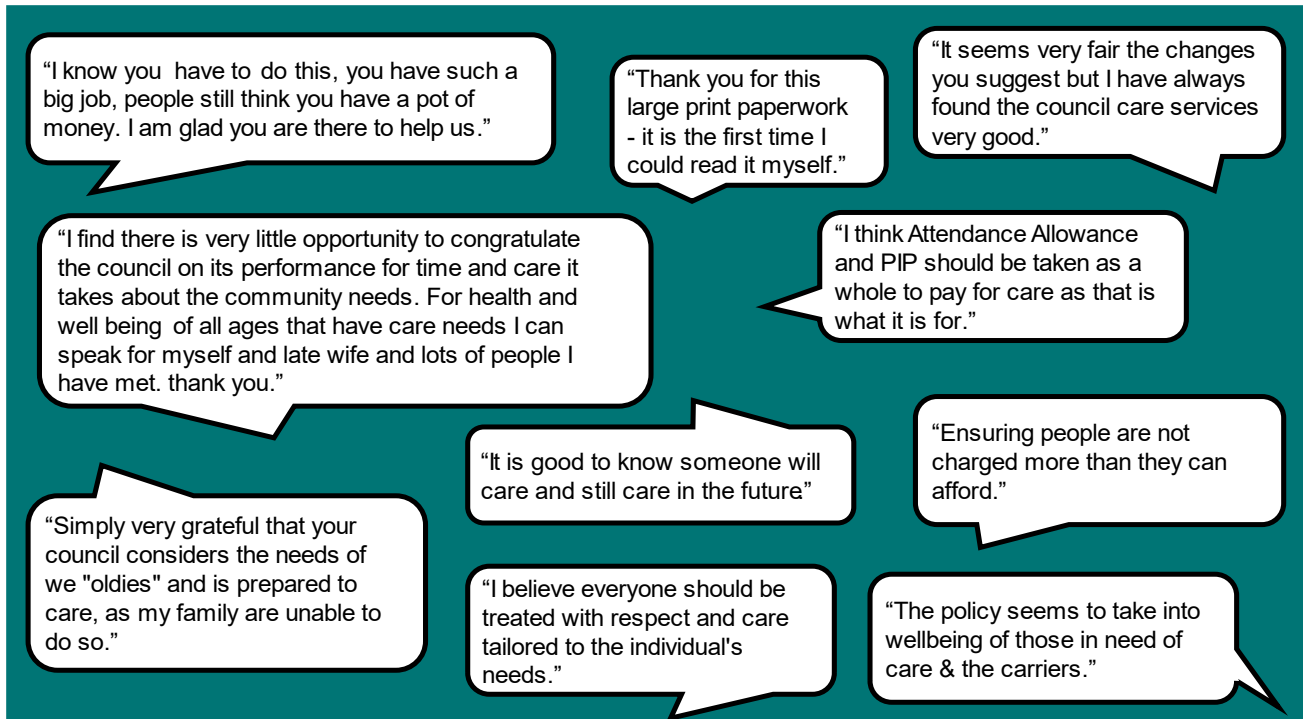 “I know you have to do this, you have such a
big job, people still think you have a pot of
money. I am glad you are there to help us.”
“Thank you for this
large print paperwork
- it is the first time I
could read it myself.”
“It seems very fair the changes
you suggest but I have always
found the council care services
very good.”
“I find there is very little opportunity to congratulate
the council on its performance for time and care it
takes about the community needs. For health and
well being of all ages that have care needs I can
speak for myself and late wife and lots of people I
have met. thank you.”
“I think Attendance Allowance
and PIP should be taken as a
whole to pay for care as that is
what it is for.”
“It is good to know someone will
care and still care in the future.”
“Ensuring people are not
charged more than they can
afford.”
“Simply very grateful that your
council considers the needs of
we "oldies" and is prepared to
care, as my family are unable to
do so.”
“I believe everyone should be
treated with respect and care
tailored to the individual's
needs.”
“The policy seems to take into
wellbeing of those in need of
care & the carriers.”